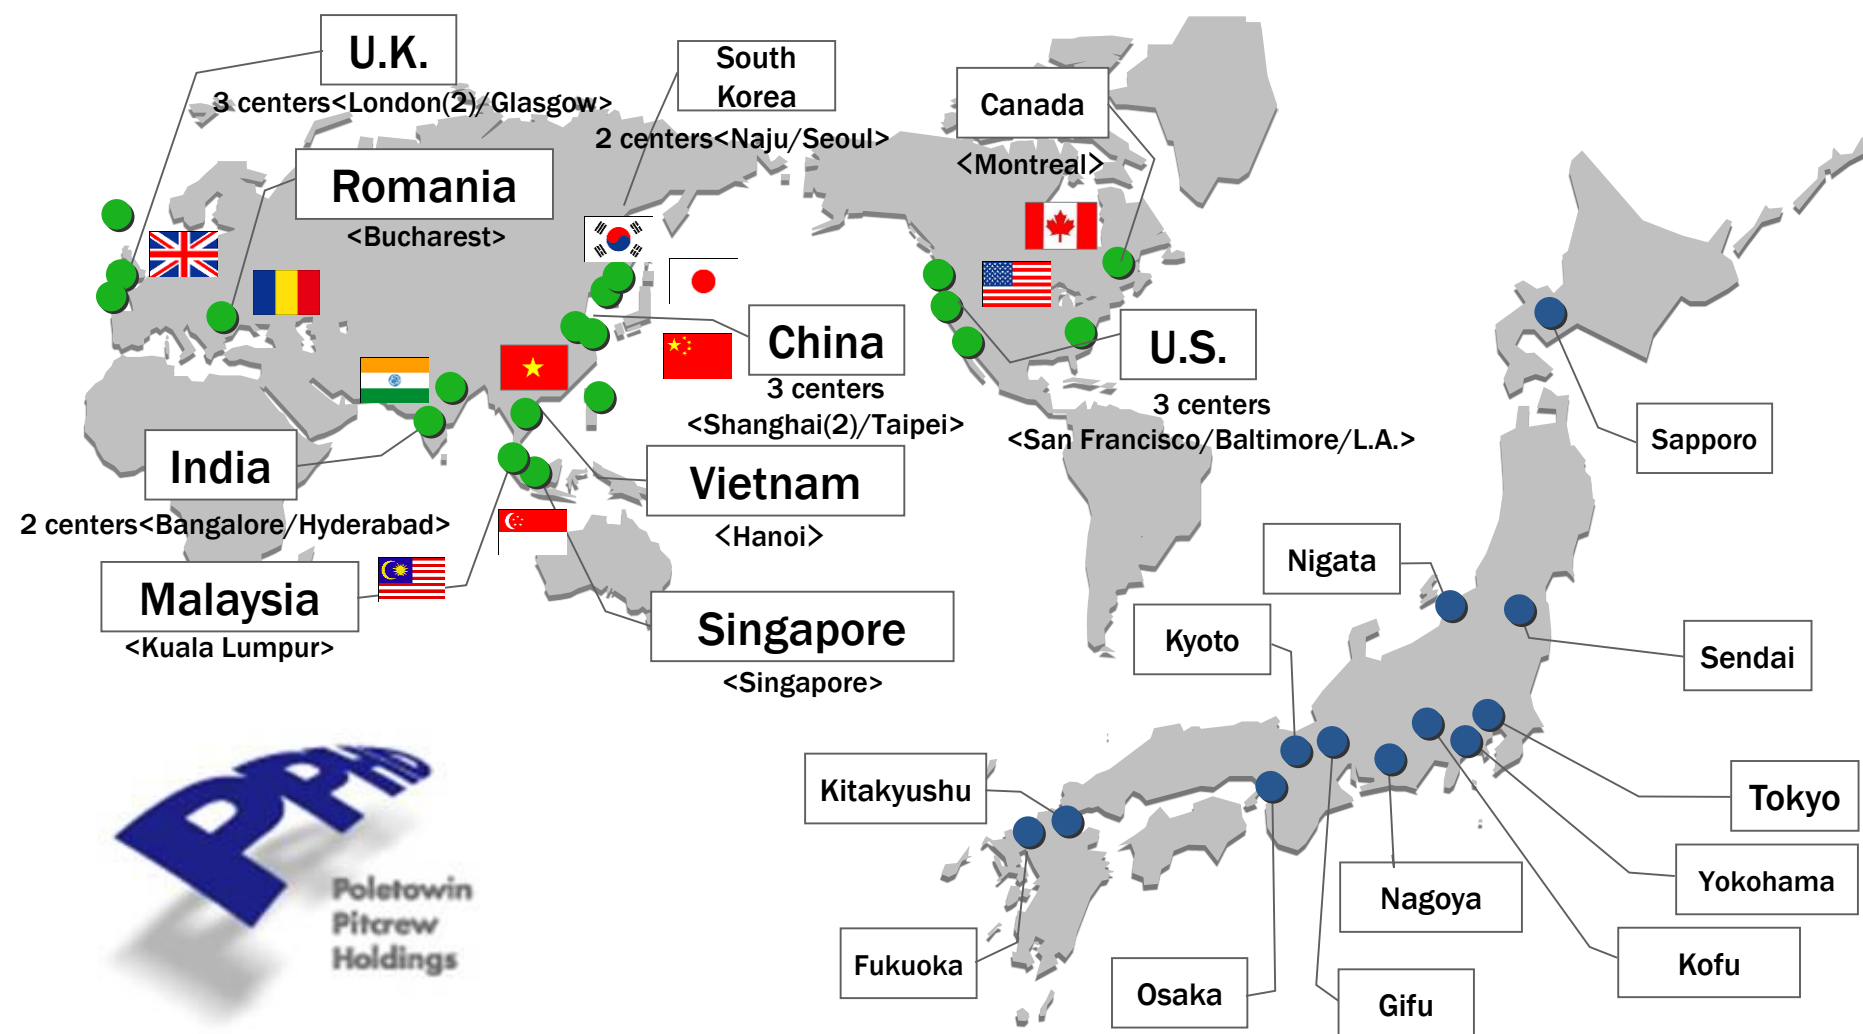 U.K.
3 centers<London(2)/Glasgow>
South
Korea
2 centers<Naju/Seoul>
Canada
<Montreal>
Romania
<Bucharest>
China
3 centers
<Shanghai(2)/Taipei>
U.S.
3 centers
<San Francisco/Baltimore/L.A.>
India
2 centers<Bangalore/Hyderabad>
Vietnam
<Hanoi>
Malaysia
<Kuala Lumpur>
Singapore
<Singapore>
Sapporo
Nigata
Kyoto
Sendai
Kitakyushu
Tokyo
Yokohama
Nagoya
Kofu
Fukuoka
Osaka
Gifu
PPHD
Poletowin
Pitcrew
Holdings